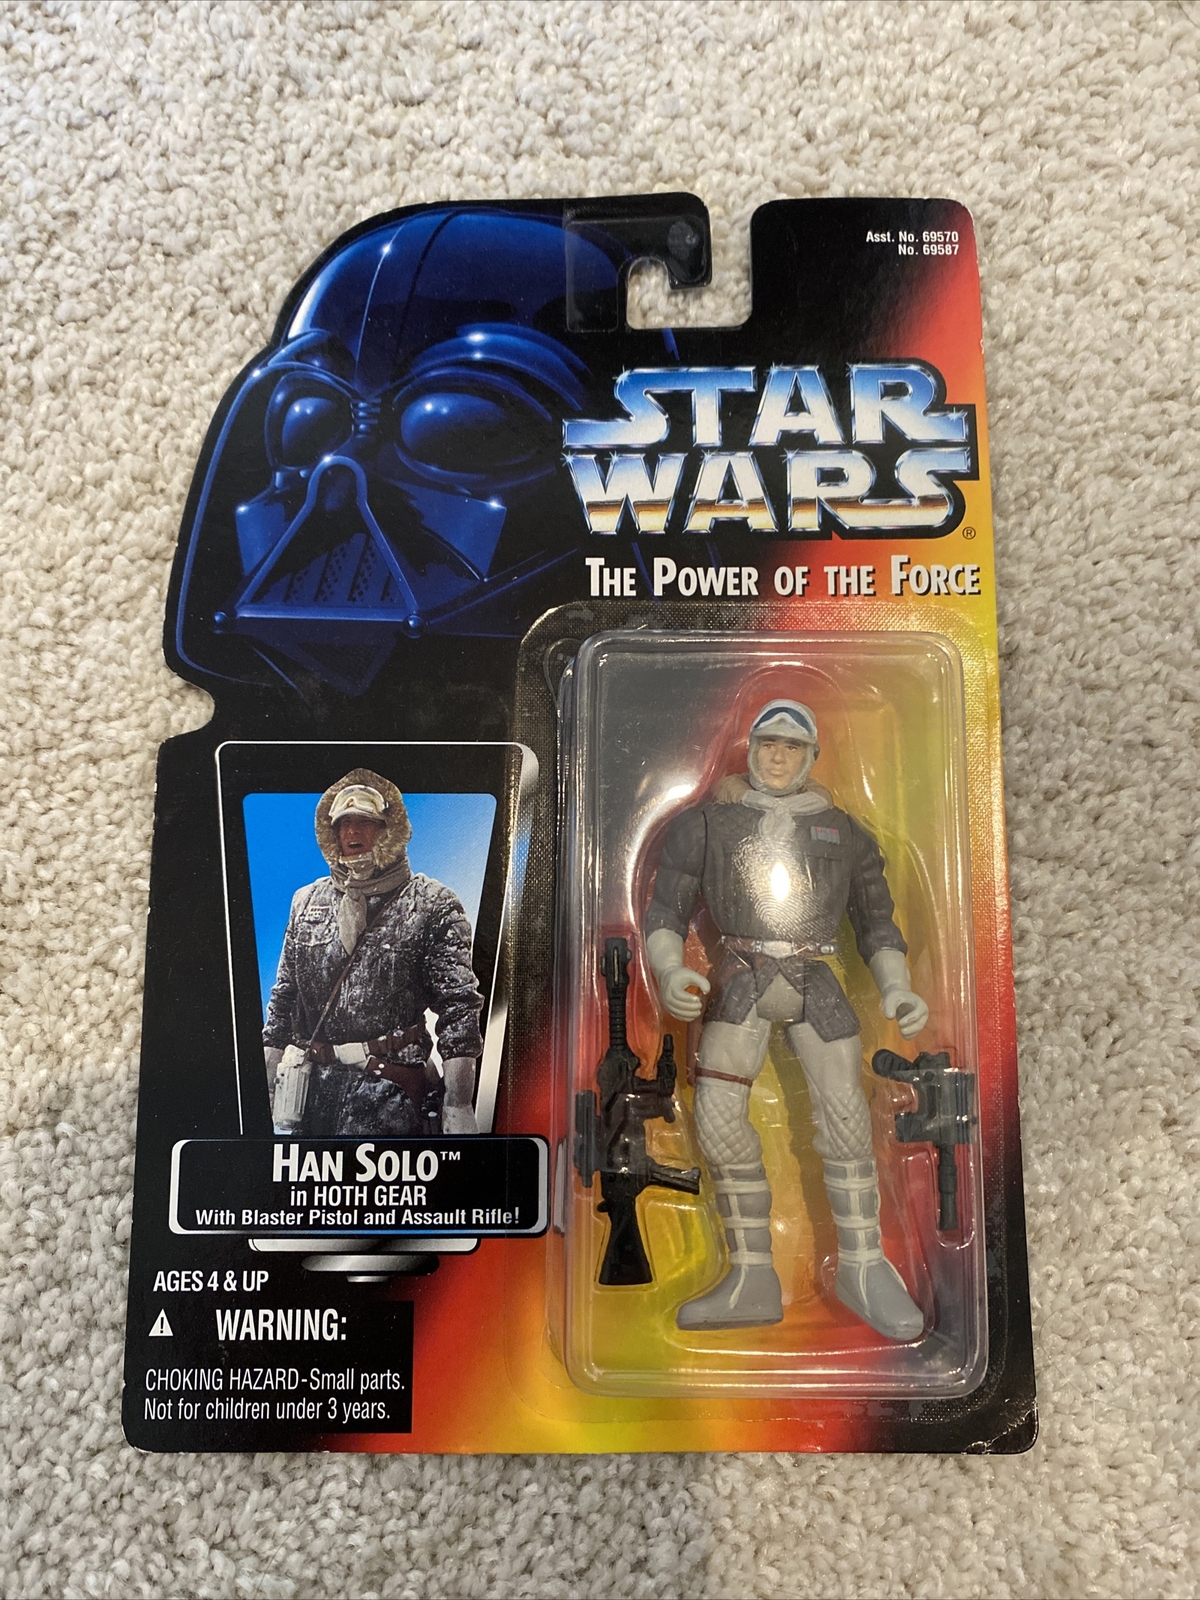 Asst. No. 69570
No. 69587
STAR
WARS®
THE POWER OF THE FORCE
HAN SOLO™
in HOTH GEAR
With Blaster Pistol and Assault Rifle!
AGES 4 & UP
⚠ WARNING:
CHOKING HAZARD-Small parts.
Not for children under 3 years.